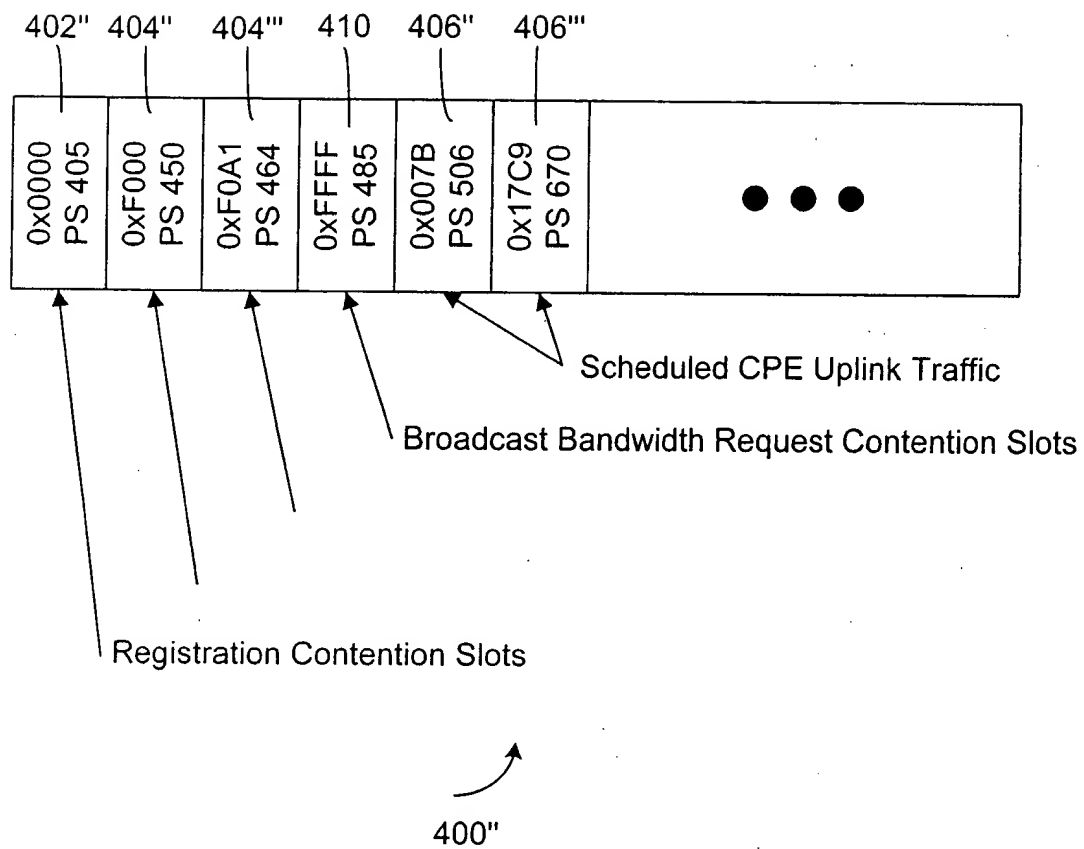 402" 404" 404''' 410 406" 406'''
0x0000
PS 405
0xF000
PS 450
0xF0A1
PS 464
0xFFFF
PS 485
0x007B
PS 506
0x17C9
PS 670
Scheduled CPE Uplink Traffic
Broadcast Bandwidth Request Contention Slots
Registration Contention Slots
400"